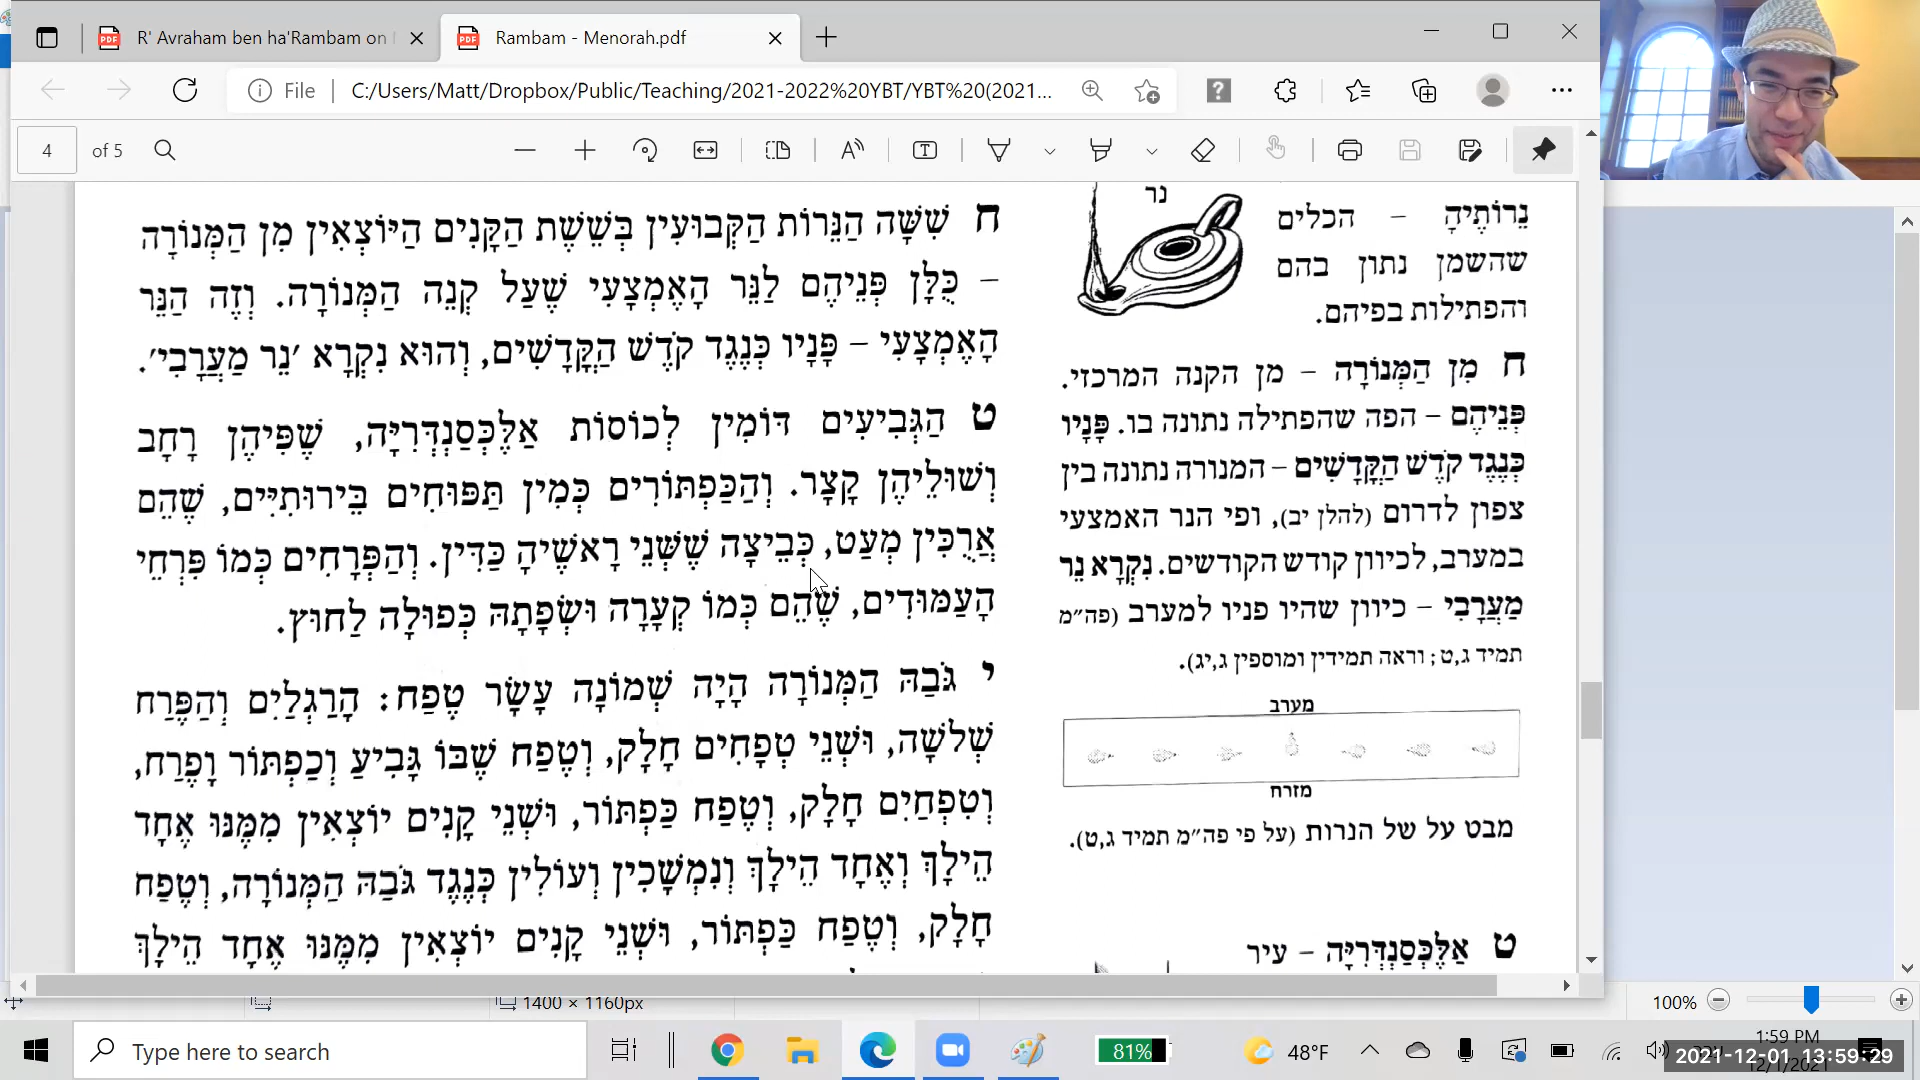 R' Avraham ben ha'Rambam on
Rambam - Menorah.pdf
File
C:/Users/Matt/Dropbox/Public/Teaching/2021-2022%20YBT/YBT%20(2021...
4
of 5
ח שִׁשָּׁה הַנֵּרוֹת הַקְּבוּעִין בְּשֵׁשֶׁת הַקָּנִים הַיּוֹצְאִין מִן הַמְּנוֹרָה
– כֻּלָּן פְּנֵיהֶם לַנֵּר הָאֶמְצָעִי שֶׁעַל קְנֵה הַמְּנוֹרָה. וְזֶה הַנֵּר
הָאֶמְצָעִי – פָּנָיו כְּנֶגֶד קֹדֶשׁ הַקֳּדָשִׁים, וְהוּא נִקְרָא 'נֵר מַעֲרָבִי'.
ט הַגְּבִיעִים דּוֹמִין לְכוֹסוֹת אַלֶּכְּסַנְדְּרִיָּה, שֶׁפִּיהֶן רָחָב
וְשׁוּלֵיהֶן קָצָר. וְהַכַּפְתּוֹרִים כְּמִין תַּפּוּחִים בֵּירוּתִיִּים, שֶׁהֵם
אֲרֻכִּין מְעַט, כְּבֵיצָה שֶׁשְּׁנֵי רָאשֶׁיהָ כַּדִּין. וְהַפְּרָחִים כְּמוֹ פִּרְחֵי
הָעַמּוּדִים, שֶׁהֵם כְּמוֹ קְעָרָה וּשְׂפָתָהּ כְּפוּלָה לַחוּץ.
י גֹּבַהּ הַמְּנוֹרָה הָיָה שְׁמוֹנָה עָשָׂר טֶפַח: הָרַגְלַיִם וְהַפֶּרַח
שְׁלֹשָׁה, וּשְׁנֵי טְפָחִים חָלָק, וְטֶפַח שֶׁבּוֹ גָּבִיעַ וְכַפְתּוֹר וָפֶרַח,
וְטִפְחַיִם חָלָק, וְטֶפַח כַּפְתּוֹר, וּשְׁנֵי קָנִים יוֹצְאִין מִמֶּנּוּ אֶחָד
הֵילָךְ וְאֶחָד הֵילָךְ וְנִמְשָׁכִין וְעוֹלִין כְּנֶגֶד גֹּבַהּ הַמְּנוֹרָה, וְטֶפַח
חָלָק, וְטֶפַח כַּפְתּוֹר, וּשְׁנֵי קָנִים יוֹצְאִין מִמֶּנּוּ אֶחָד הֵילָךְ
נר
נֵרוֹתֶיהָ – הכלים
שהשמן נתון בהם
והפתילות בפיהם.
ח מִן הַמְּנוֹרָה – מן הקנה המרכזי.
פְּנֵיהֶם – הפה שהפתילה נתונה בו. פָּנָיו
כְּנֶגֶד קֹדֶשׁ הַקֳּדָשִׁים – המנורה נתונה בין
צפון לדרום (להלן יב), ופי הנר האמצעי
במערב, לכיוון קודש הקודשים. נִקְרָא נֵר
מַעֲרָבִי – כיוון שהיו פניו למערב (פה״מ
תמיד ג,ט; וראה תמידין ומוספין ג,יג).
מערב
מזרח
מבט על של הנרות (על פי פה״מ תמיד ג,ט).
ט אַלֶּכְּסַנְדְּרִיָּה – עיר
1400 × 1160px
100%
Type here to search
81%
48°F
1:59 PM
2021-12-01 13:59:29